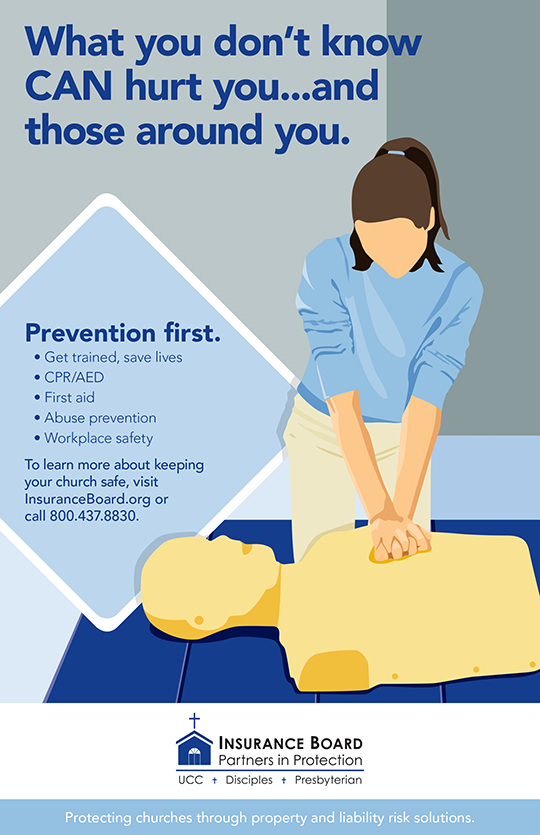 What you don't know
CAN hurt you...and
those around you.
Prevention first.
• Get trained, save lives
• CPR/AED
• First aid
• Abuse prevention
• Workplace safety
To learn more about keeping
your church safe, visit
InsuranceBoard.org or
call 800.437.8830.
INSURANCE BOARD
Partners in Protection
UCC ✝ Disciples ✝ Presbyterian
Protecting churches through property and liability risk solutions.